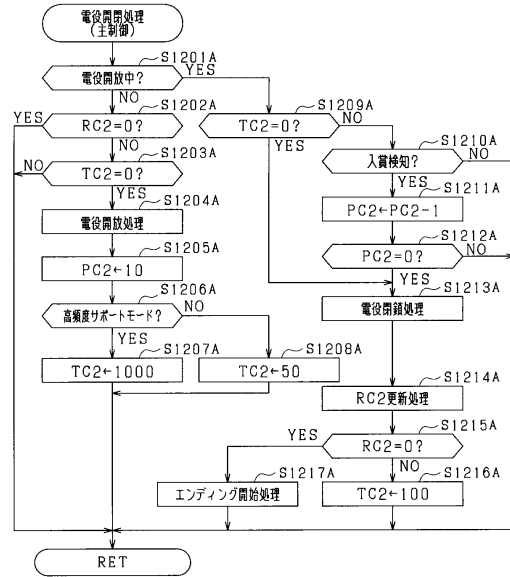 電役開閉処理
(主制御)
S1201A
電役開放中?
YES
NO
S1202A
YES
RC2=0?
NO
S1203A
NO
TC2=0?
YES
S1204A
電役開放処理
S1205A
PC2←10
S1206A
高頻度サポートモード?
NO
YES
S1207A
TC2←1000
S1208A
TC2←50
S1209A
TC2=0?
NO
YES
S1210A
入賞検知?
NO
YES
S1211A
PC2←PC2-1
S1212A
PC2=0?
NO
YES
S1213A
電役閉鎖処理
S1214A
RC2更新処理
S1215A
YES
RC2=0?
NO
S1217A
エンディング開始処理
S1216A
TC2←100
RET